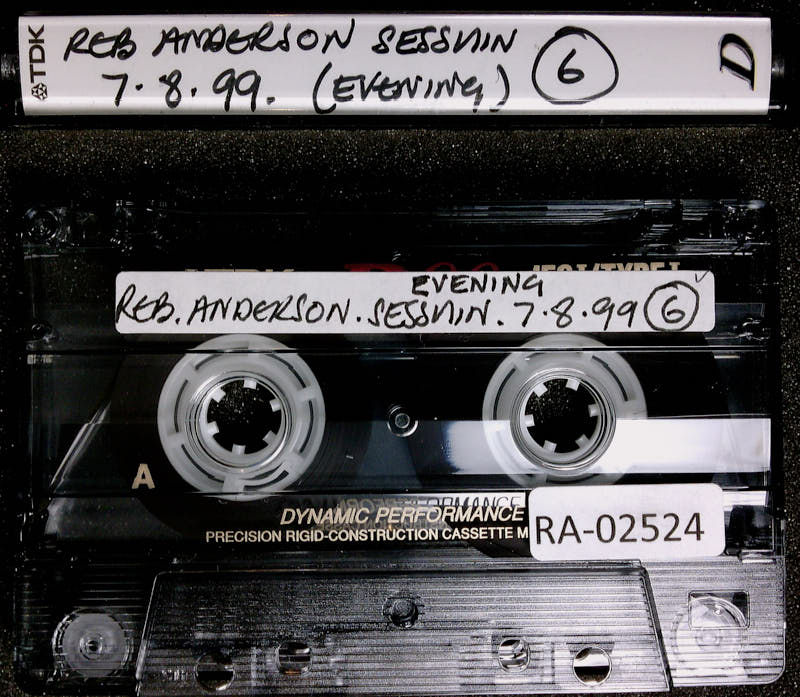 TDK
REB ANDERSON SESSHIN
7.8.99. (EVENING) 6
D
EVENING
REB. ANDERSON. SESSHIN. 7.8.99 6
A
DYNAMIC PERFORMANCE
PRECISION RIGID-CONSTRUCTION CASSETTE M
RA-02524